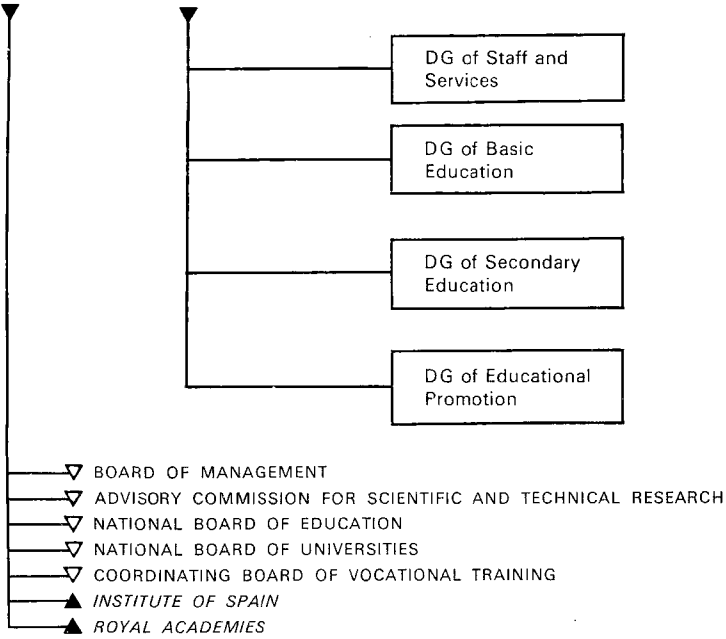 DG of Staff and
Services
DG of Basic
Education
DG of Secondary
Education
DG of Educational
Promotion
BOARD OF MANAGEMENT
ADVISORY COMMISSION FOR SCIENTIFIC AND TECHNICAL RESEARCH
NATIONAL BOARD OF EDUCATION
NATIONAL BOARD OF UNIVERSITIES
COORDINATING BOARD OF VOCATIONAL TRAINING
INSTITUTE OF SPAIN
ROYAL ACADEMIES